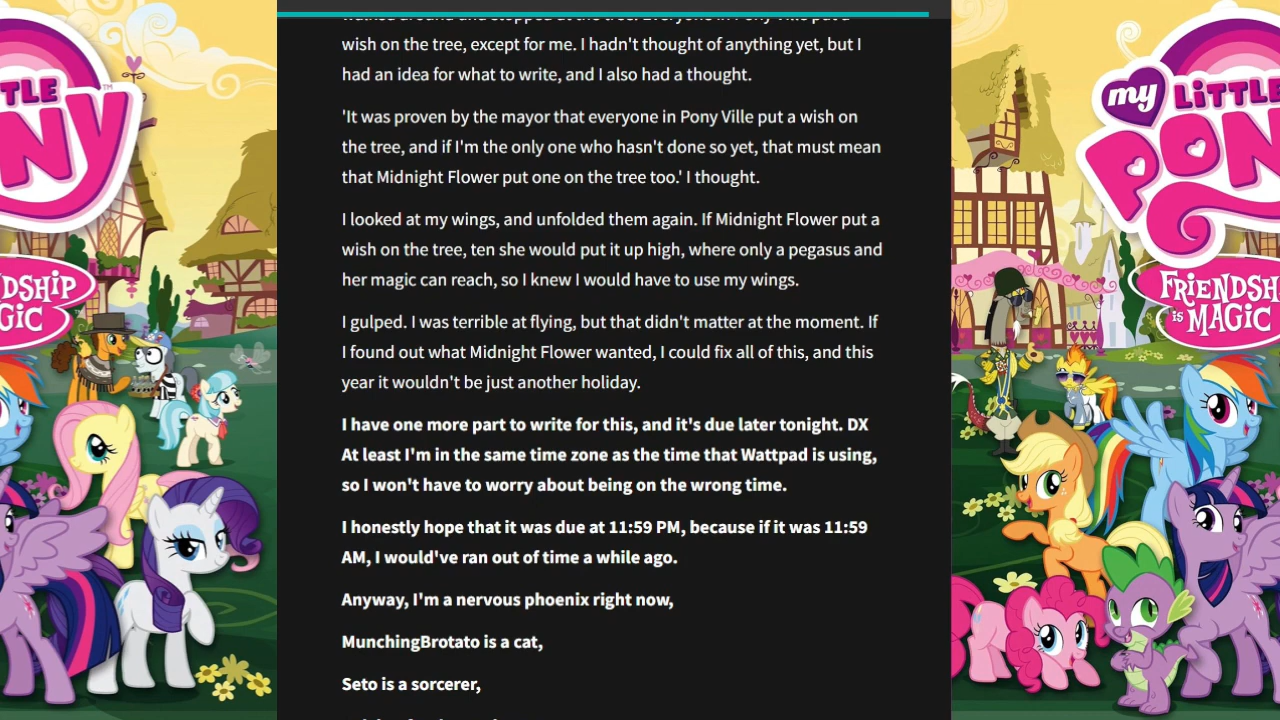 wish on the tree, except for me. I hadn't thought of anything yet, but I
had an idea for what to write, and I also had a thought.
'It was proven by the mayor that everyone in Pony Ville put a wish on
the tree, and if I'm the only one who hasn't done so yet, that must mean
that Midnight Flower put one on the tree too.' I thought.
I looked at my wings, and unfolded them again. If Midnight Flower put a
wish on the tree, ten she would put it up high, where only a pegasus and
her magic can reach, so I knew I would have to use my wings.
I gulped. I was terrible at flying, but that didn't matter at the moment. If
I found out what Midnight Flower wanted, I could fix all of this, and this
year it wouldn't be just another holiday.
I have one more part to write for this, and it's due later tonight. DX
At least I'm in the same time zone as the time that Wattpad is using,
so I won't have to worry about being on the wrong time.
I honestly hope that it was due at 11:59 PM, because if it was 11:59
AM, I would've ran out of time a while ago.
Anyway, I'm a nervous phoenix right now,
MunchingBrotato is a cat,
Seto is a sorcerer,
TLE
NY
DSHIP
GIC
my LiTTLE
PON
FRiENDSH
is MAGiC